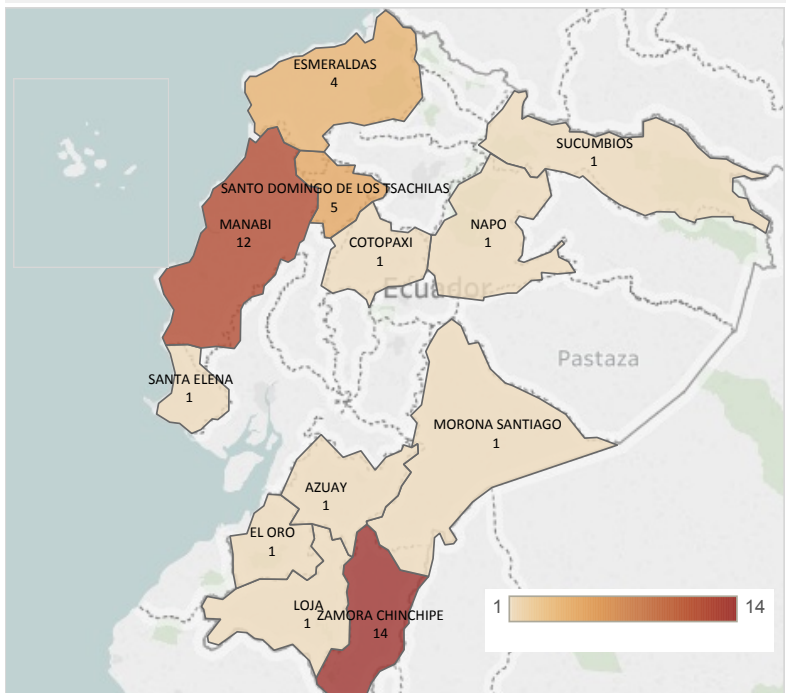 ESMERALDAS
4
SUCUMBIOS
1
SANTO DOMINGO DE LOS TSACHILAS
5
MANABI
12
NAPO
1
COTOPAXI
1
Ecuador
Pastaza
SANTA ELENA
1
MORONA SANTIAGO
1
AZUAY
1
EL ORO
1
LOJA
1
ZAMORA CHINCHIPE
14
1
14